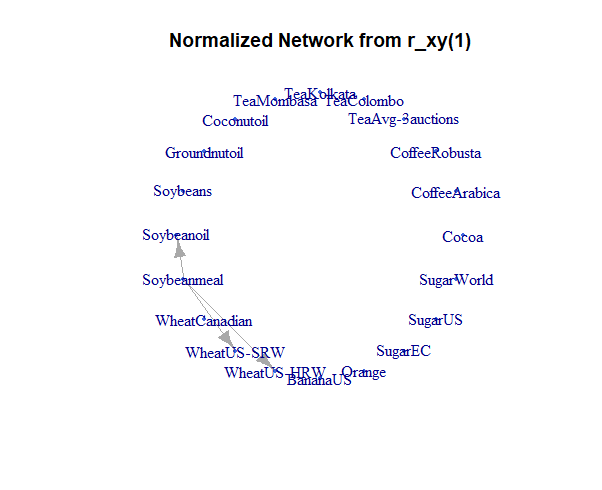 Normalized Network from r_xy(1)
TeaKolkata
TeaMombasa
TeaColombo
Coconutoil
TeaAvg-3auctions
Groundnutoil
CoffeeRobusta
Soybeans
CoffeeArabica
Soybeanoil
Cocoa
Soybeanmeal
SugarWorld
WheatCanadian
SugarUS
WheatUS-SRW
SugarEC
WheatUS-HRW
Orange
BananaUS